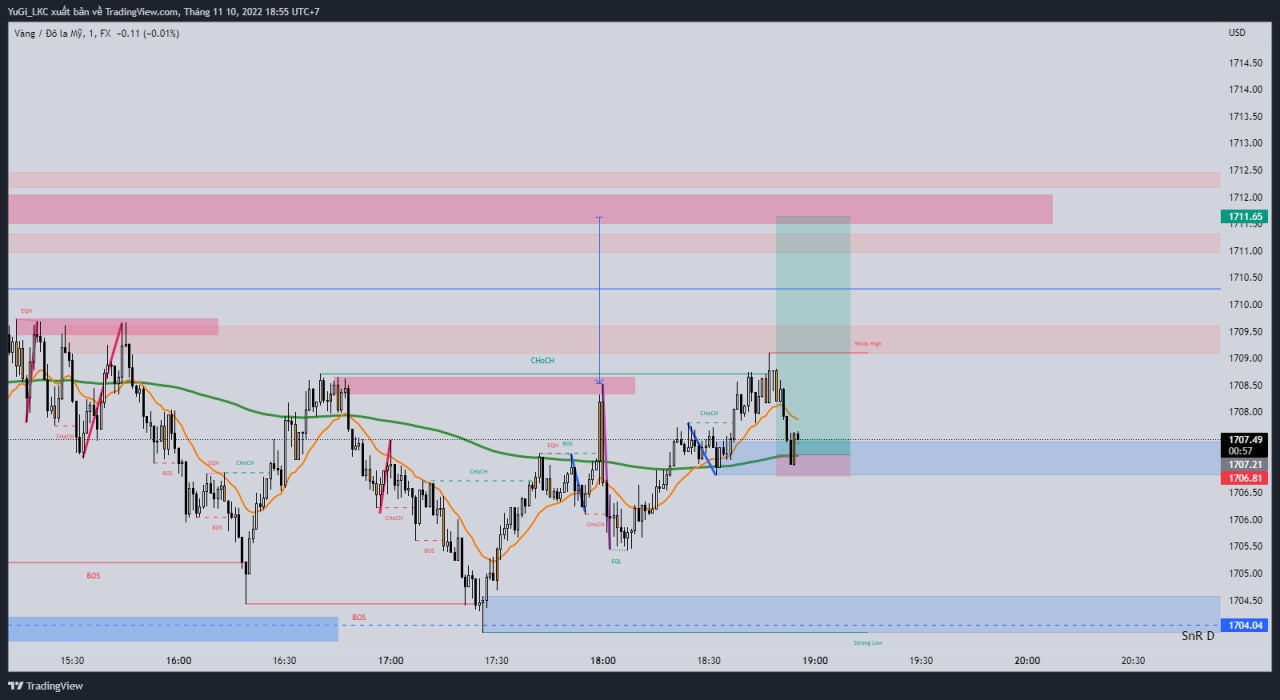 YuGi_LKC xuất bản về TradingView.com, Tháng 11 10, 2022 18:55 UTC+7
Vàng / Đô la Mỹ, 1, FX −0.11 (−0.01%)
USD
1714.50
1714.00
1713.50
1713.00
1712.50
1712.00
1711.65
1711.00
1710.50
1710.00
1709.50
1709.00
1708.50
1708.00
1707.49
00:57
1707.21
1706.81
1706.50
1706.00
1705.50
1705.00
1704.50
1704.04
EQH
Weak High
CHoCH
CHoCH
CHoCH
EQH BOS
EQH CHoCH
CHoCH
BOS
CHoCH
CHoCH
BOS
BOS
EQL
BOS
BOS
SnR D
Strong Low
15:30
16:00
16:30
17:00
17:30
18:00
18:30
19:00
19:30
20:00
20:30
TradingView